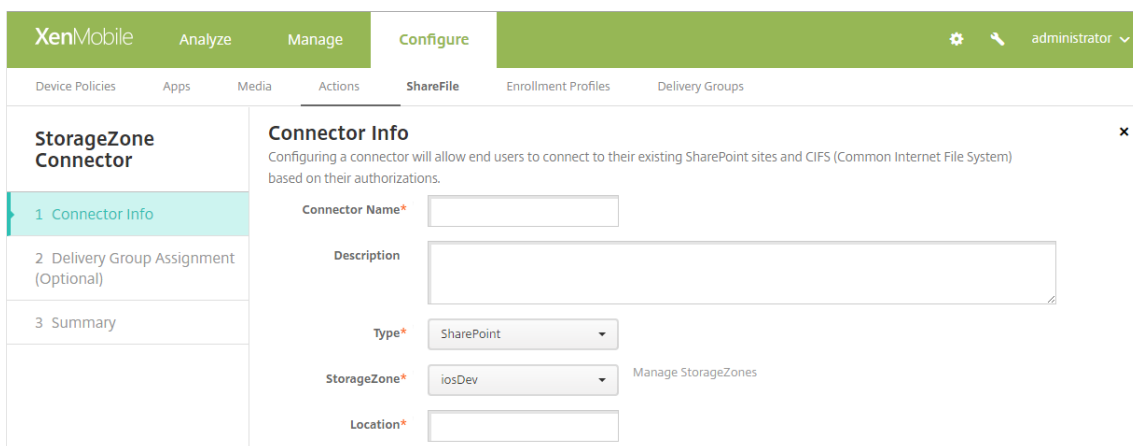 XenMobile Analyze Manage Configure administrator
Device Policies Apps Media Actions ShareFile Enrollment Profiles Delivery Groups
StorageZone
Connector
1 Connector Info
2 Delivery Group Assignment
(Optional)
3 Summary
Connector Info
Configuring a connector will allow end users to connect to their existing SharePoint sites and CIFS (Common Internet File System)
based on their authorizations.
Connector Name*
Description
Type* SharePoint
StorageZone* iosDev Manage StorageZones
Location*